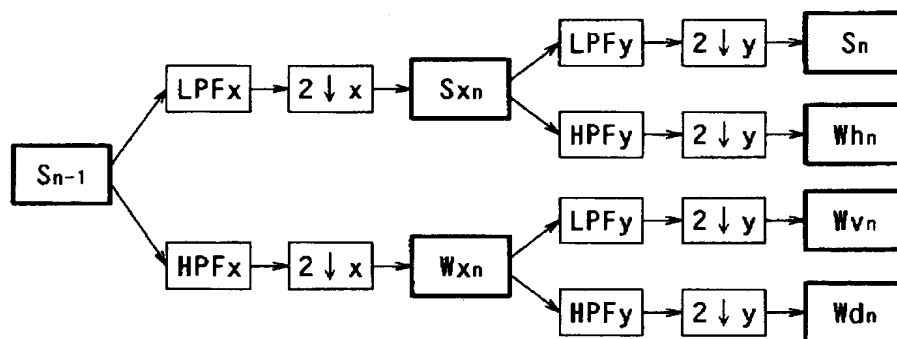 LPFy 2↓y Sn
LPFx 2↓x Sxn
HPFy 2↓y Whn
Sn-1
LPFy 2↓y Wvn
HPFx 2↓x Wxn
HPFy 2↓y Wdn